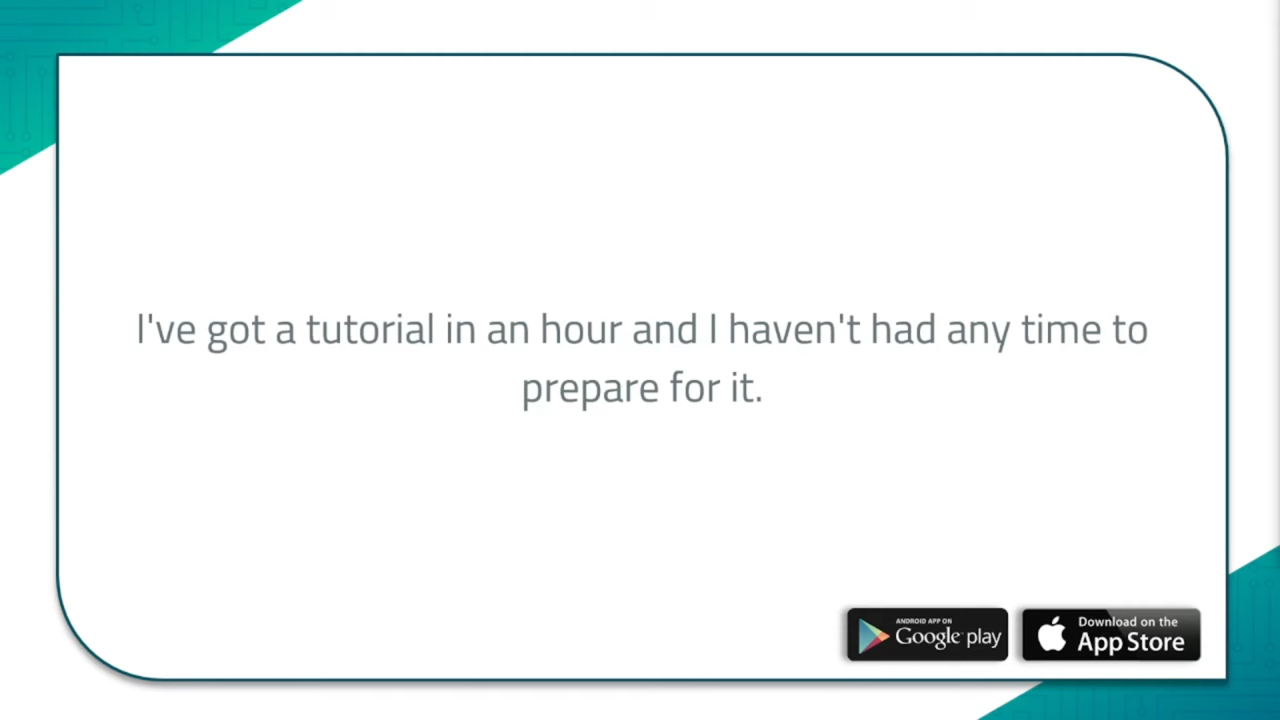 I've got a tutorial in an hour and I haven't had any time to
prepare for it.
ANDROID APP ON
Google play
Download on the
App Store